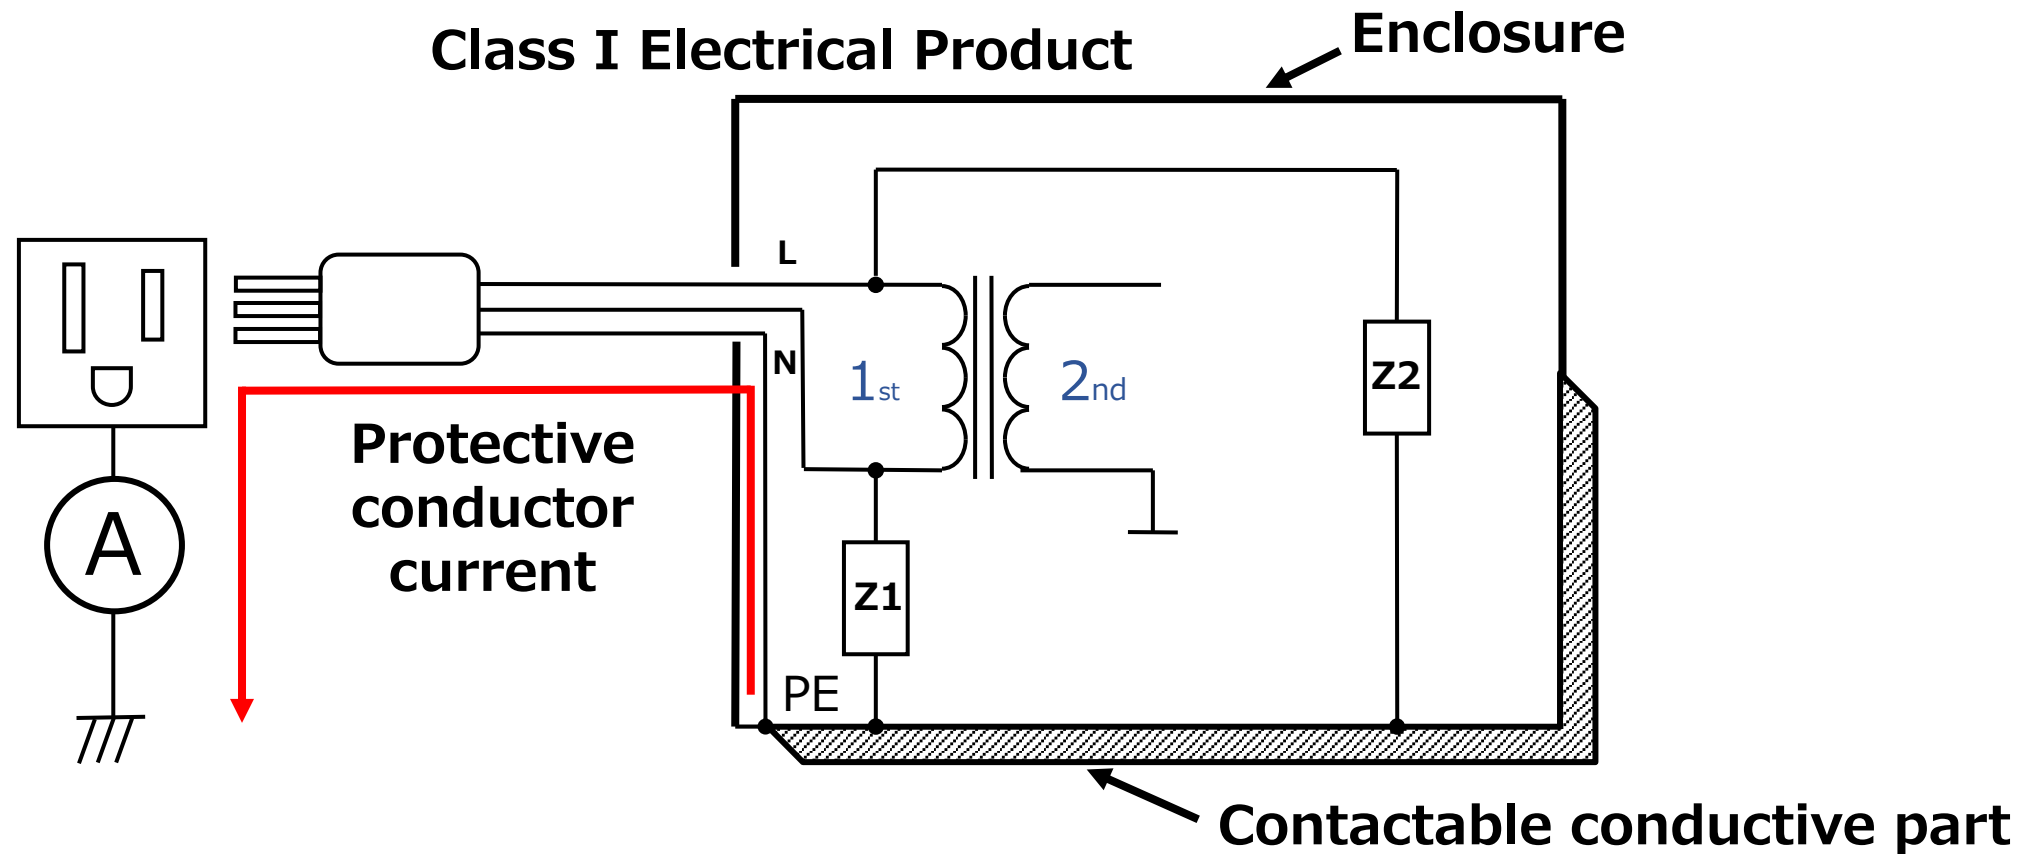 Class I Electrical Product
Enclosure
L
N
1st
2nd
Z2
Protective
conductor
current
A
Z1
PE
Contactable conductive part